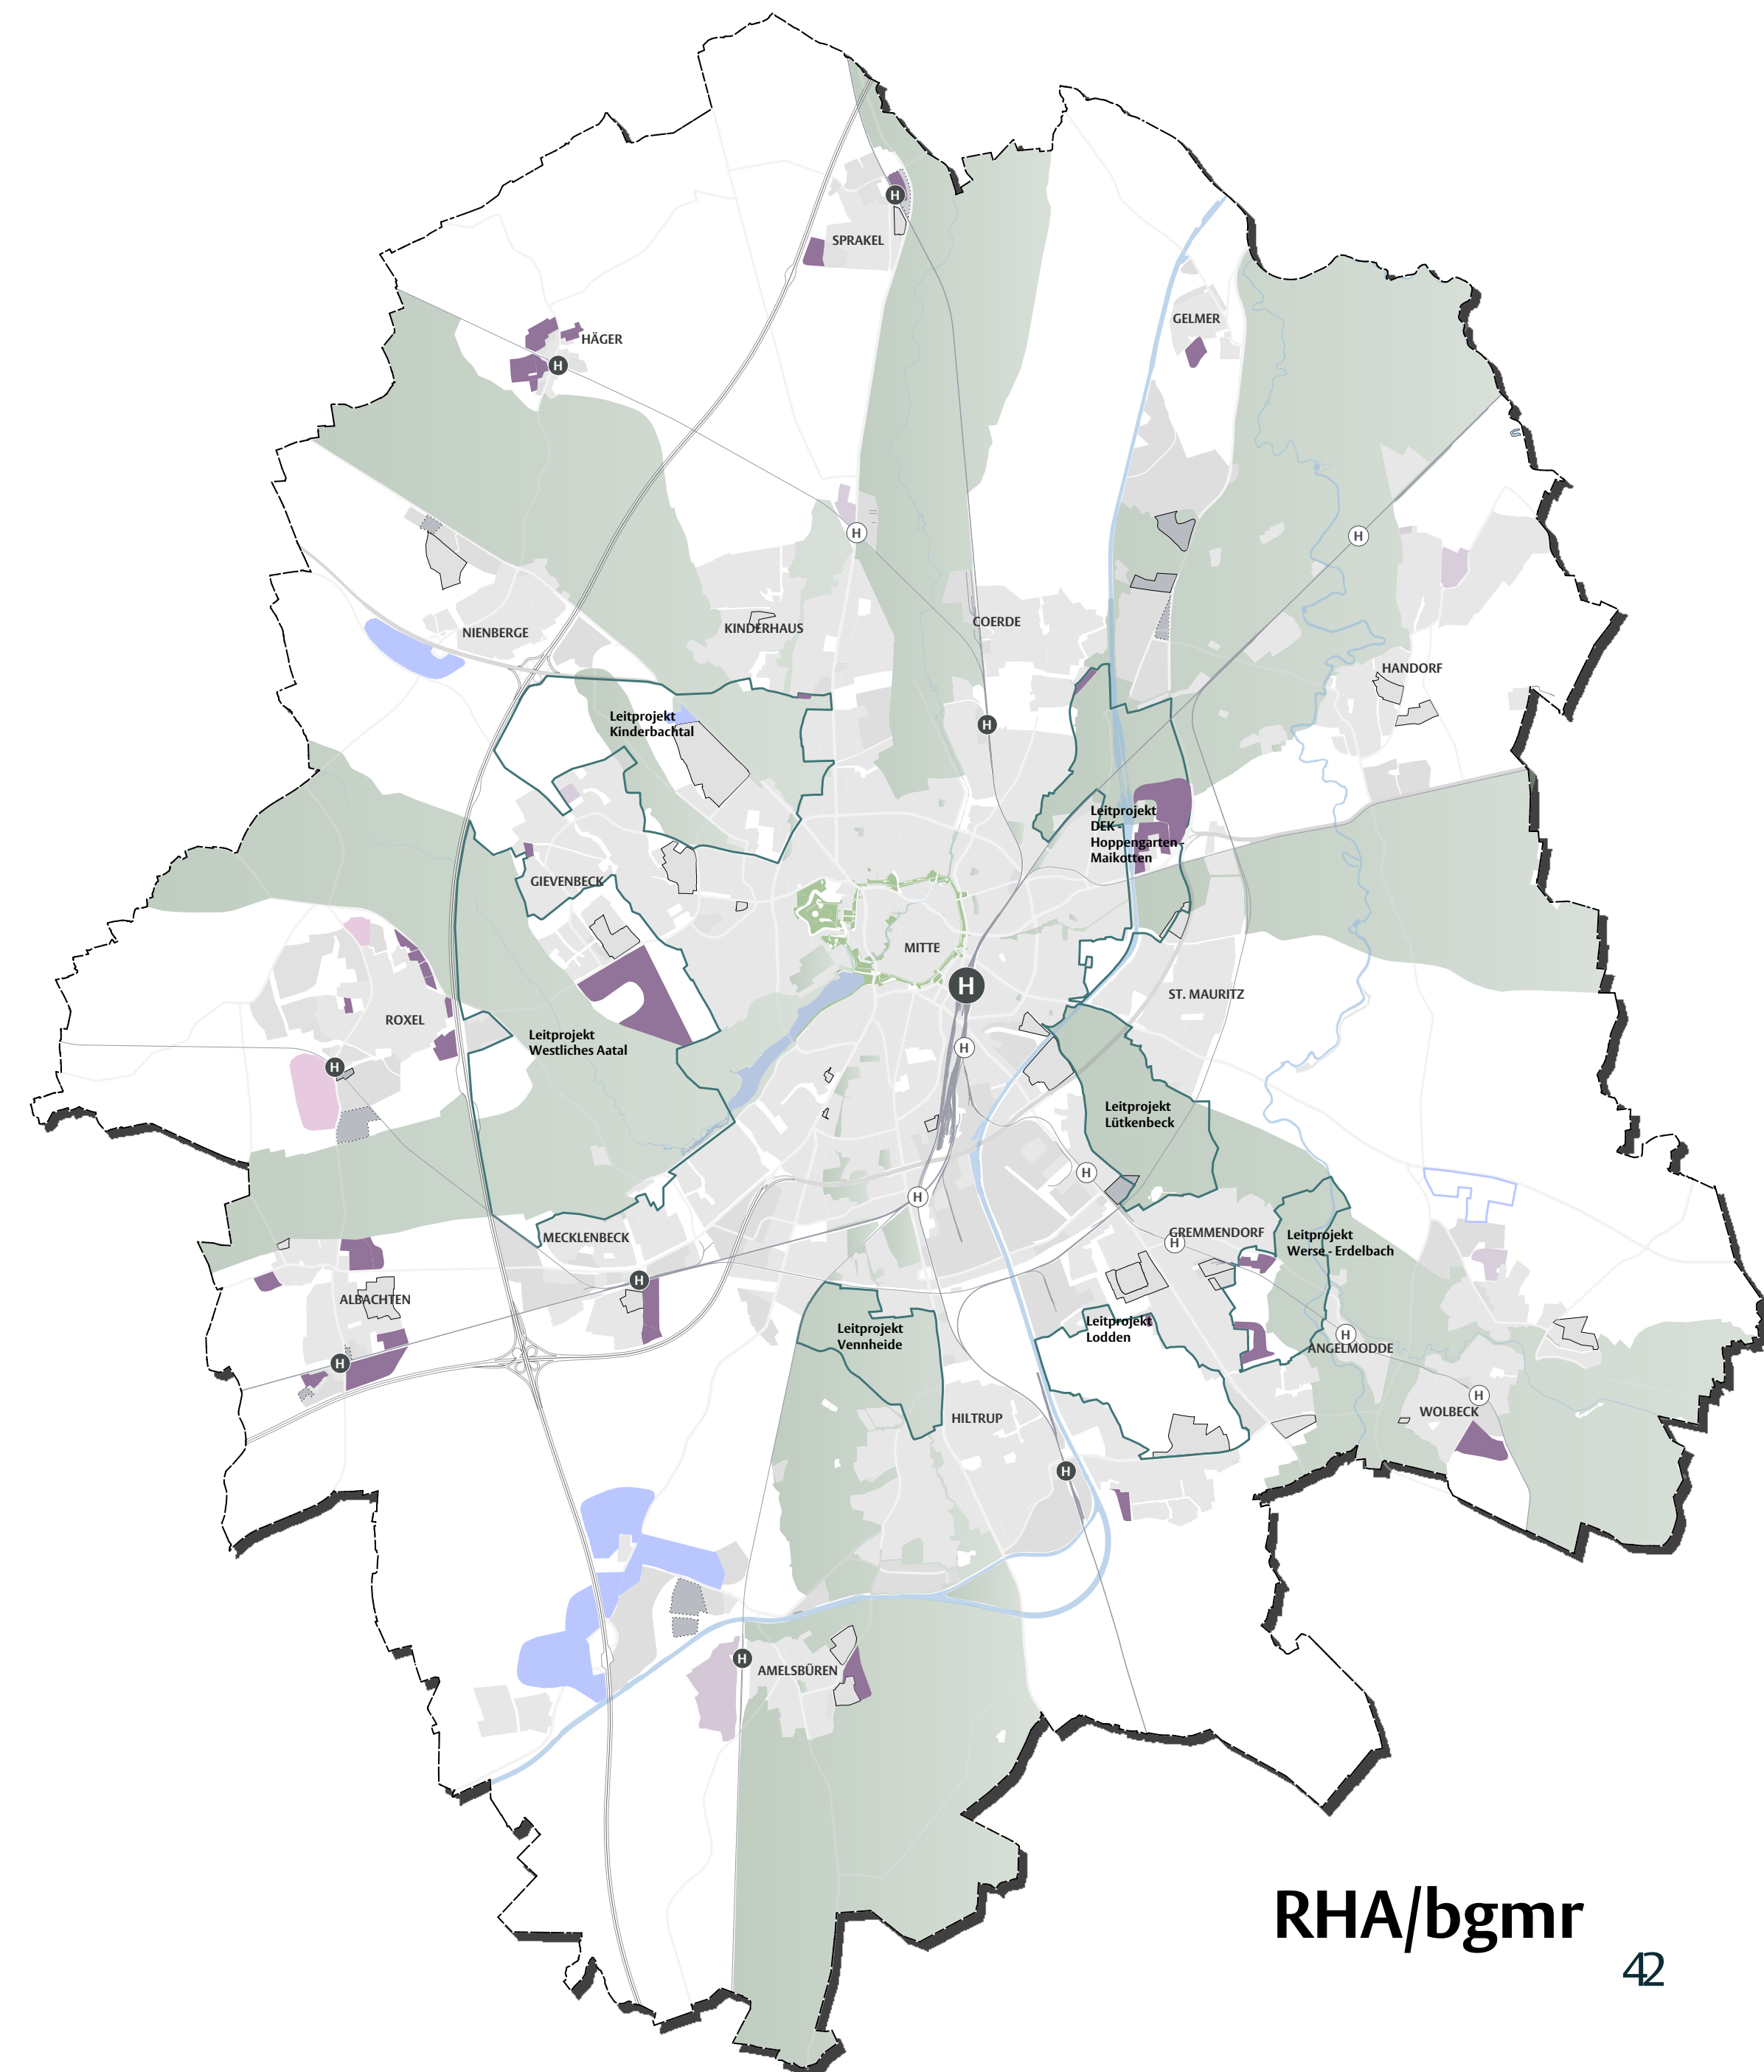 SPRAKEL
H
GELMER
HÄGER
H
H
H
KINDERHAUS
COERDE
NIENBERGE
HANDORF
Leitprojekt
Kinderbachtal
H
Leitprojekt
DEK -
Hoppengarten -
Maikotten
GIEVENBECK
MITTE
H
ST. MAURITZ
ROXEL
Leitprojekt
Westliches Aatal
H
H
Leitprojekt
Lütkenbeck
H
H
MECKLENBECK
GREMMENDORF
H
Leitprojekt
Werse - Erdelbach
H
ALBACHTEN
Leitprojekt
Vennheide
Leitprojekt
Lodden
H
ANGELMODDE
H
H
WOLBECK
HILTRUP
H
H
AMELSBÜREN
RHA/bgmr
42